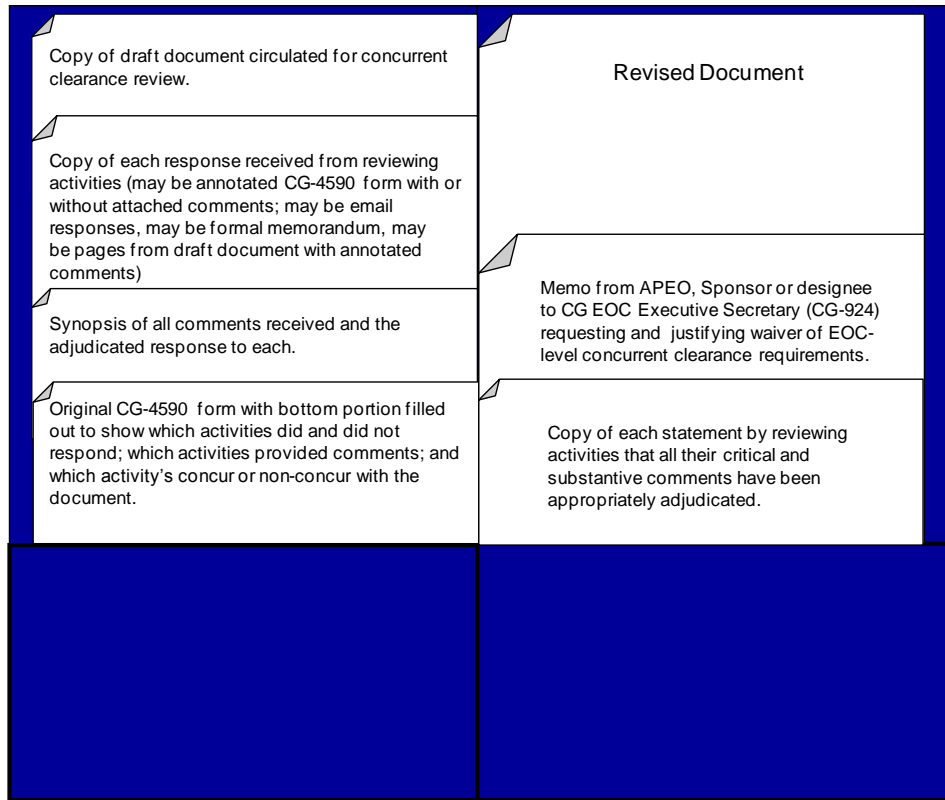 Copy of draft document circulated for concurrent
clearance review.
Copy of each response received from reviewing
activities (may be annotated CG-4590 form with or
without attached comments; may be email
responses, may be formal memorandum, may
be pages from draft document with annotated
comments)
Synopsis of all comments received and the
adjudicated response to each.
Original CG-4590 form with bottom portion filled
out to show which activities did and did not
respond; which activities provided comments; and
which activity's concur or non-concur with the
document.
Revised Document
Memo from APEO, Sponsor or designee
to CG EOC Executive Secretary (CG-924)
requesting and justifying waiver of EOC-
level concurrent clearance requirements.
Copy of each statement by reviewing
activities that all their critical and
substantive comments have been
appropriately adjudicated.